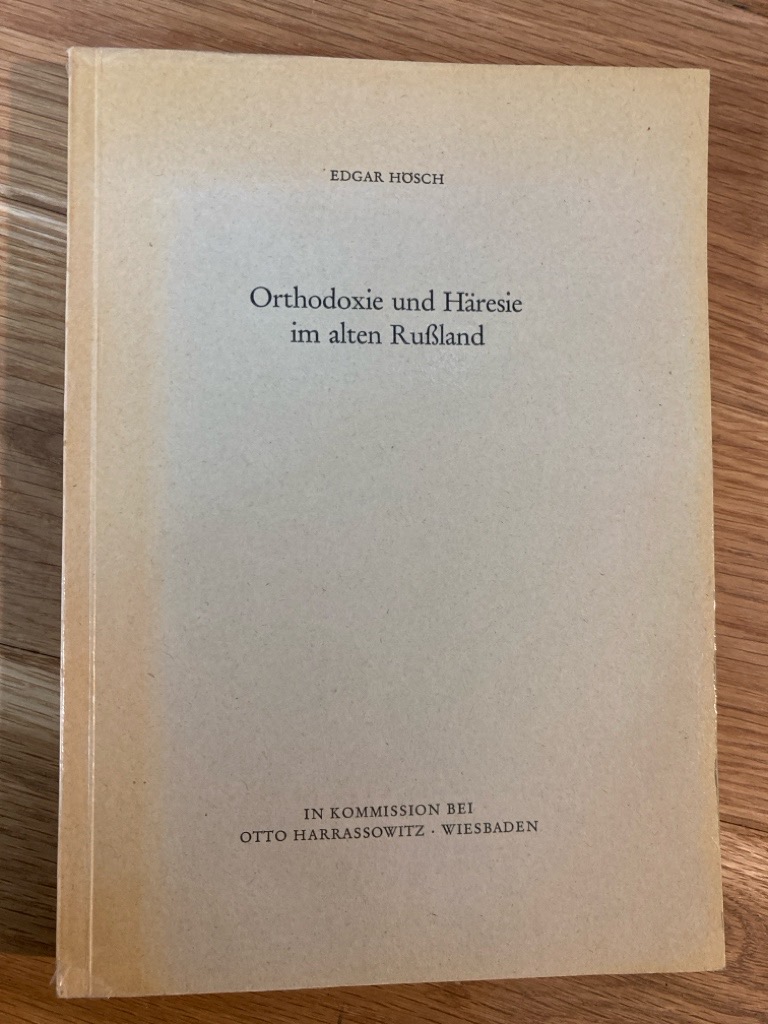 EDGAR HÖSCH
Orthodoxie und Häresie
im alten Rußland
IN KOMMISSION BEI
OTTO HARRASSOWITZ · WIESBADEN